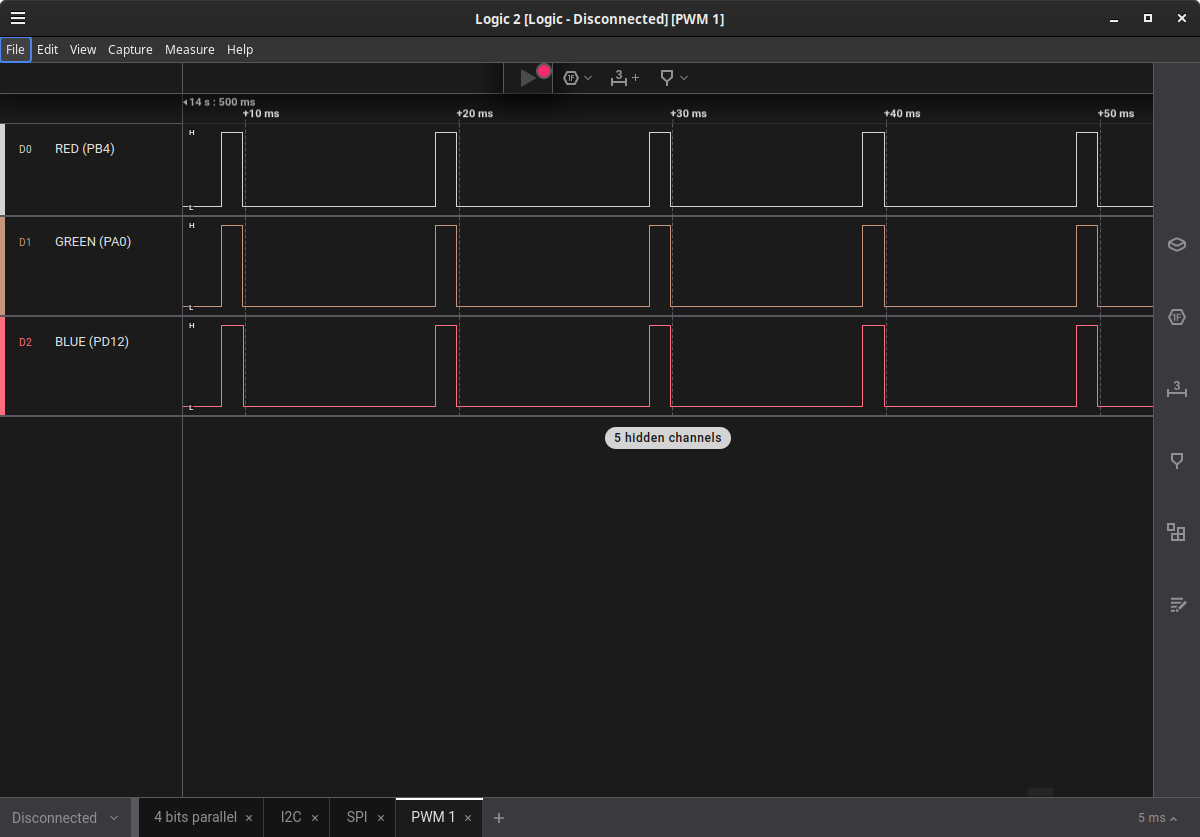 Logic 2 [Logic - Disconnected] [PWM 1]
File Edit View Capture Measure Help
1F 3 +
14 s : 500 ms
+10 ms +20 ms +30 ms +40 ms +50 ms
D0 RED (PB4) H
L
D1 GREEN (PA0) H
L
D2 BLUE (PD12) H
L
1F
3
5 hidden channels
Disconnected 4 bits parallel × I2C × SPI × PWM 1 × + 5 ms